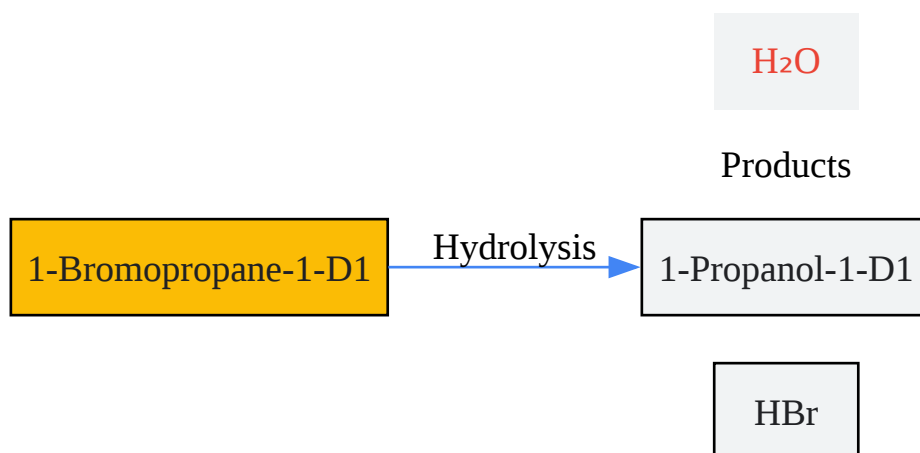 H₂O
Products
1-Bromopropane-1-D1
Hydrolysis
1-Propanol-1-D1
HBr